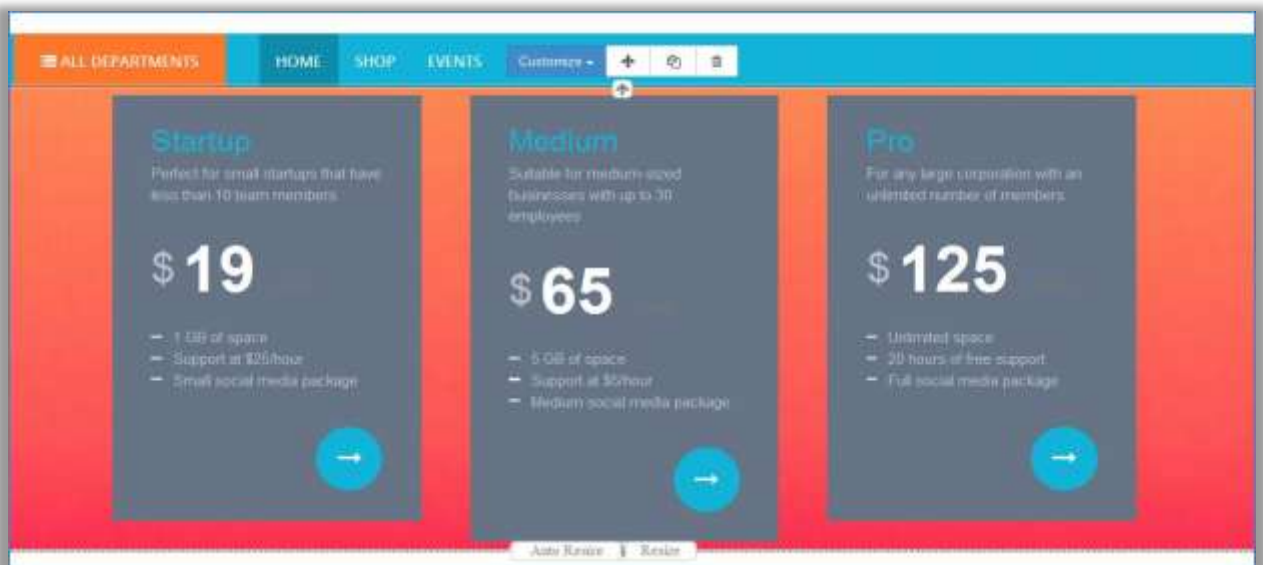 ALL DEPARTMENTS HOME SHOP EVENTS Customize
Startup
Perfect for small startups that have
less than 10 team members
$ 19
1 GB of space
Support at $25/hour
Small social media package
Medium
Suitable for medium-sized
businesses with up to 30
employees
$ 65
5 GB of space
Support at $5/hour
Medium social media package
Pro
For any large corporation with an
unlimited number of members
$ 125
Unlimited space
20 hours of free support
Full social media package
Auto Resize Resize